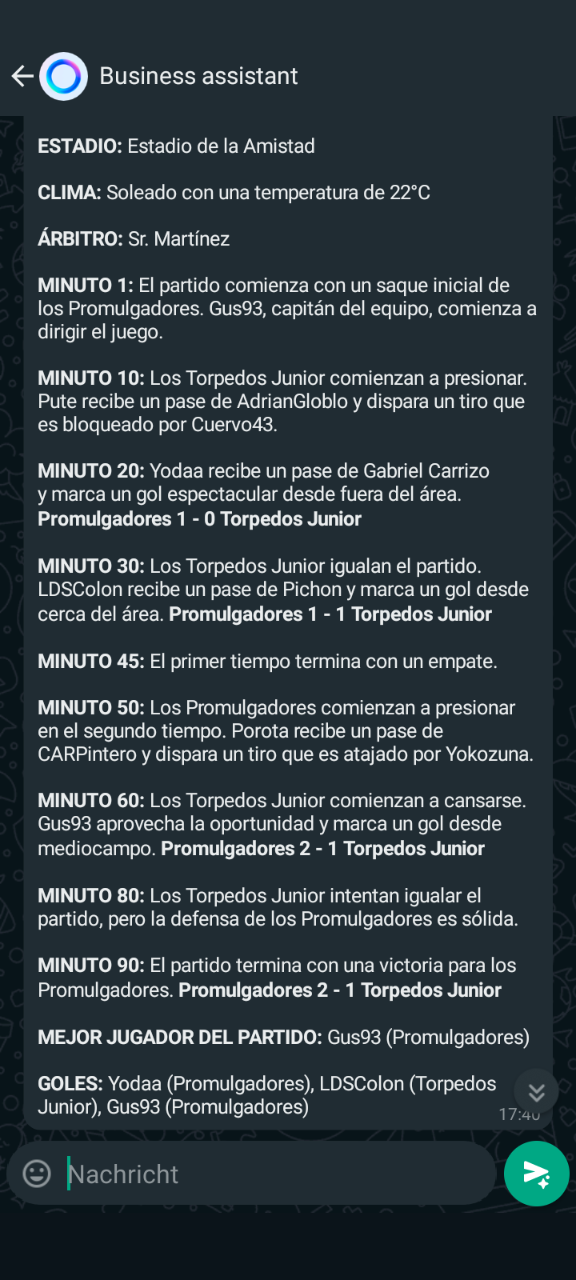 Business assistant
ESTADIO: Estadio de la Amistad
CLIMA: Soleado con una temperatura de 22°C
ÁRBITRO: Sr. Martínez
MINUTO 1: El partido comienza con un saque inicial de
los Promulgadores. Gus93, capitán del equipo, comienza a
dirigir el juego.
MINUTO 10: Los Torpedos Junior comienzan a presionar.
Pute recibe un pase de AdrianGloblo y dispara un tiro que
es bloqueado por Cuervo43.
MINUTO 20: Yodaa recibe un pase de Gabriel Carrizo
y marca un gol espectacular desde fuera del área.
Promulgadores 1 - 0 Torpedos Junior
MINUTO 30: Los Torpedos Junior igualan el partido.
LDSColon recibe un pase de Pichon y marca un gol desde
cerca del área. Promulgadores 1 - 1 Torpedos Junior
MINUTO 45: El primer tiempo termina con un empate.
MINUTO 50: Los Promulgadores comienzan a presionar
en el segundo tiempo. Porota recibe un pase de
CARPintero y dispara un tiro que es atajado por Yokozuna.
MINUTO 60: Los Torpedos Junior comienzan a cansarse.
Gus93 aprovecha la oportunidad y marca un gol desde
mediocampo. Promulgadores 2 - 1 Torpedos Junior
MINUTO 80: Los Torpedos Junior intentan igualar el
partido, pero la defensa de los Promulgadores es sólida.
MINUTO 90: El partido termina con una victoria para los
Promulgadores. Promulgadores 2 - 1 Torpedos Junior
MEJOR JUGADOR DEL PARTIDO: Gus93 (Promulgadores)
GOLES: Yodaa (Promulgadores), LDSColon (Torpedos
Junior), Gus93 (Promulgadores)
17:40
Nachricht